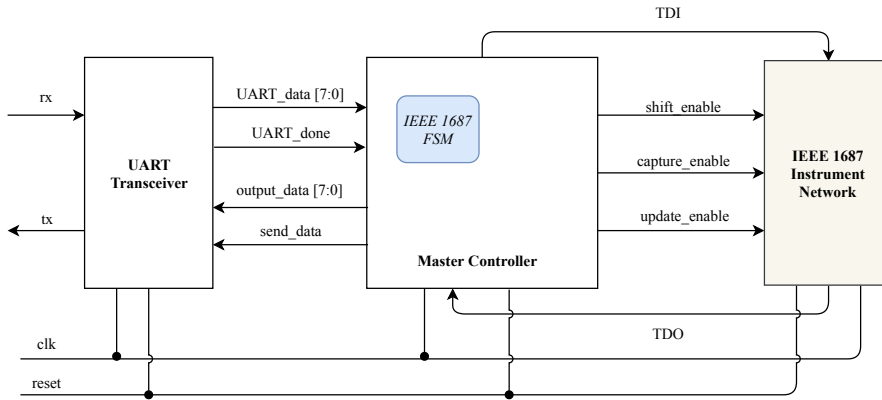 TDI
rx
UART_data [7:0]
UART_done
UART
Transceiver
output_data [7:0]
tx
send_data
IEEE 1687
FSM
Master Controller
shift_enable
capture_enable
update_enable
IEEE 1687
Instrument
Network
TDO
clk
reset